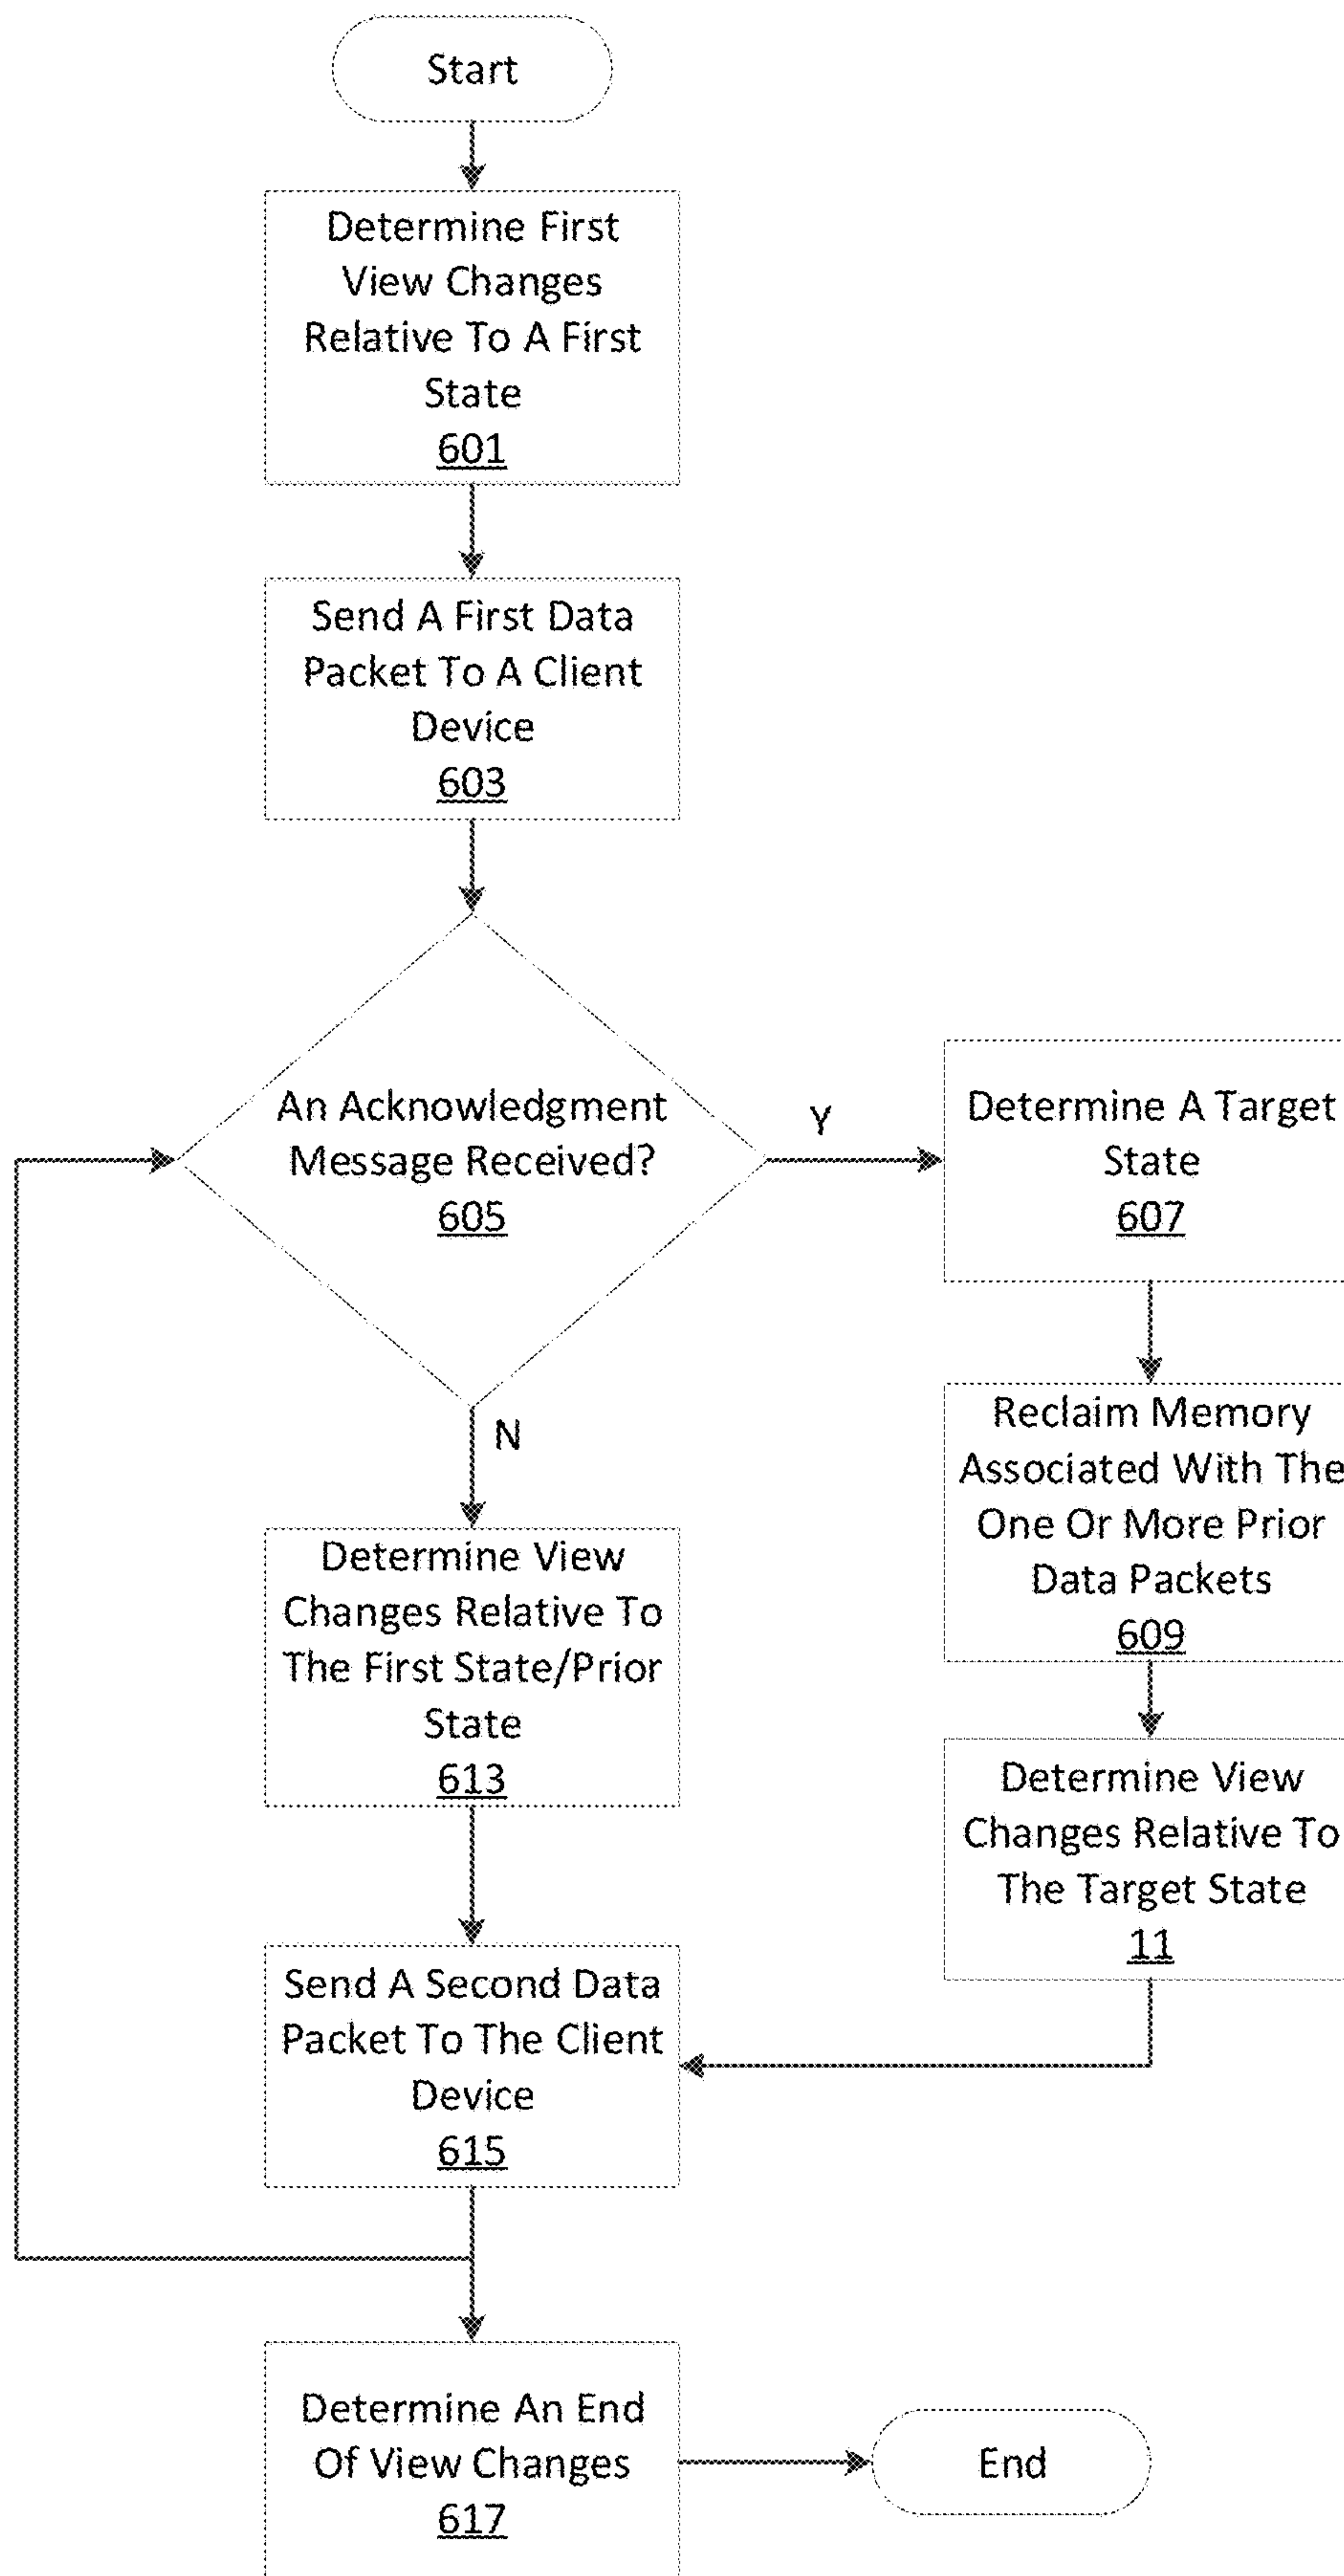 Start
Determine First
View Changes
Relative To A First
State
601
Send A First Data
Packet To A Client
Device
603
An Acknowledgment
Message Received?
605
Y
Determine A Target
State
607
Reclaim Memory
Associated With The
One Or More Prior
Data Packets
609
N
Determine View
Changes Relative To
The First State/Prior
State
613
Determine View
Changes Relative To
The Target State
11
Send A Second Data
Packet To The Client
Device
615
Determine An End
Of View Changes
617
End